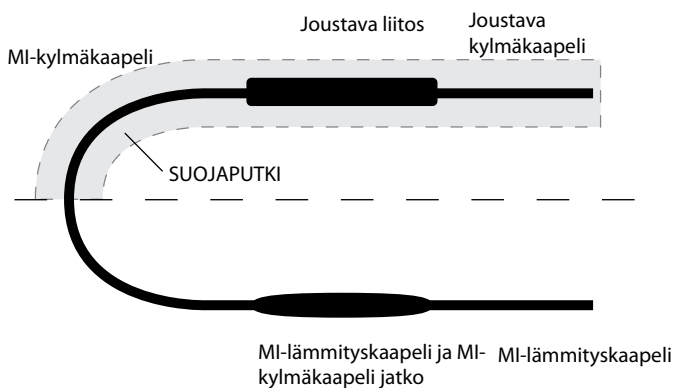 Joustava liitos
Joustava
kylmäkaapeli
MI-kylmäkaapeli
SUOJAPUTKI
MI-lämmityskaapeli ja MI-
kylmäkaapeli jatko
MI-lämmityskaapeli